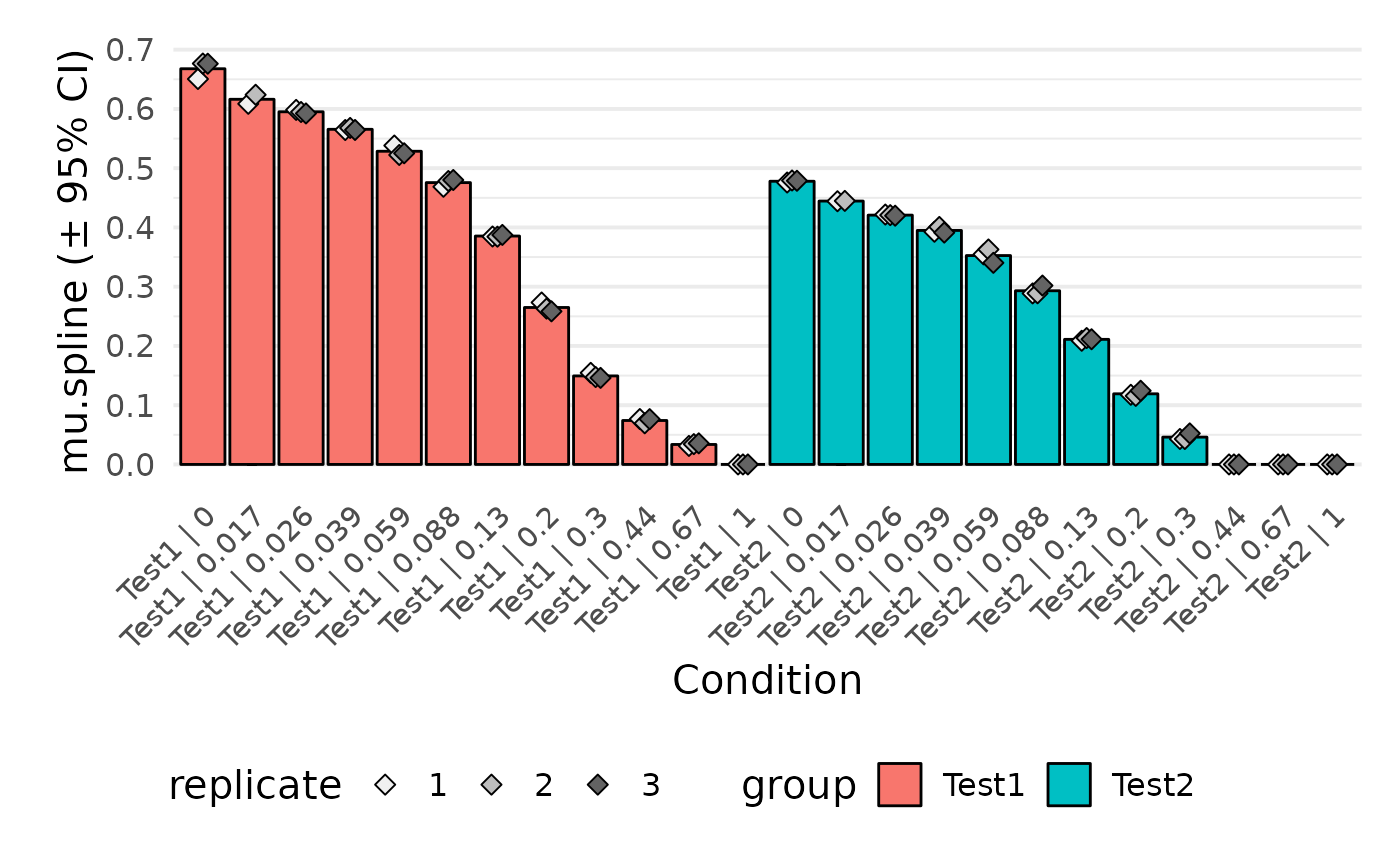 mu.spline (± 95% CI)
0.7
0.6
0.5
0.4
0.3
0.2
0.1
0.0
Test1 | 0
Test1 | 0.017
Test1 | 0.026
Test1 | 0.039
Test1 | 0.059
Test1 | 0.088
Test1 | 0.13
Test1 | 0.2
Test1 | 0.3
Test1 | 0.44
Test1 | 0.67
Test1 | 1
Test2 | 0
Test2 | 0.017
Test2 | 0.026
Test2 | 0.039
Test2 | 0.059
Test2 | 0.088
Test2 | 0.13
Test2 | 0.2
Test2 | 0.3
Test2 | 0.44
Test2 | 0.67
Test2 | 1
Condition
replicate 1 2 3 group Test1 Test2